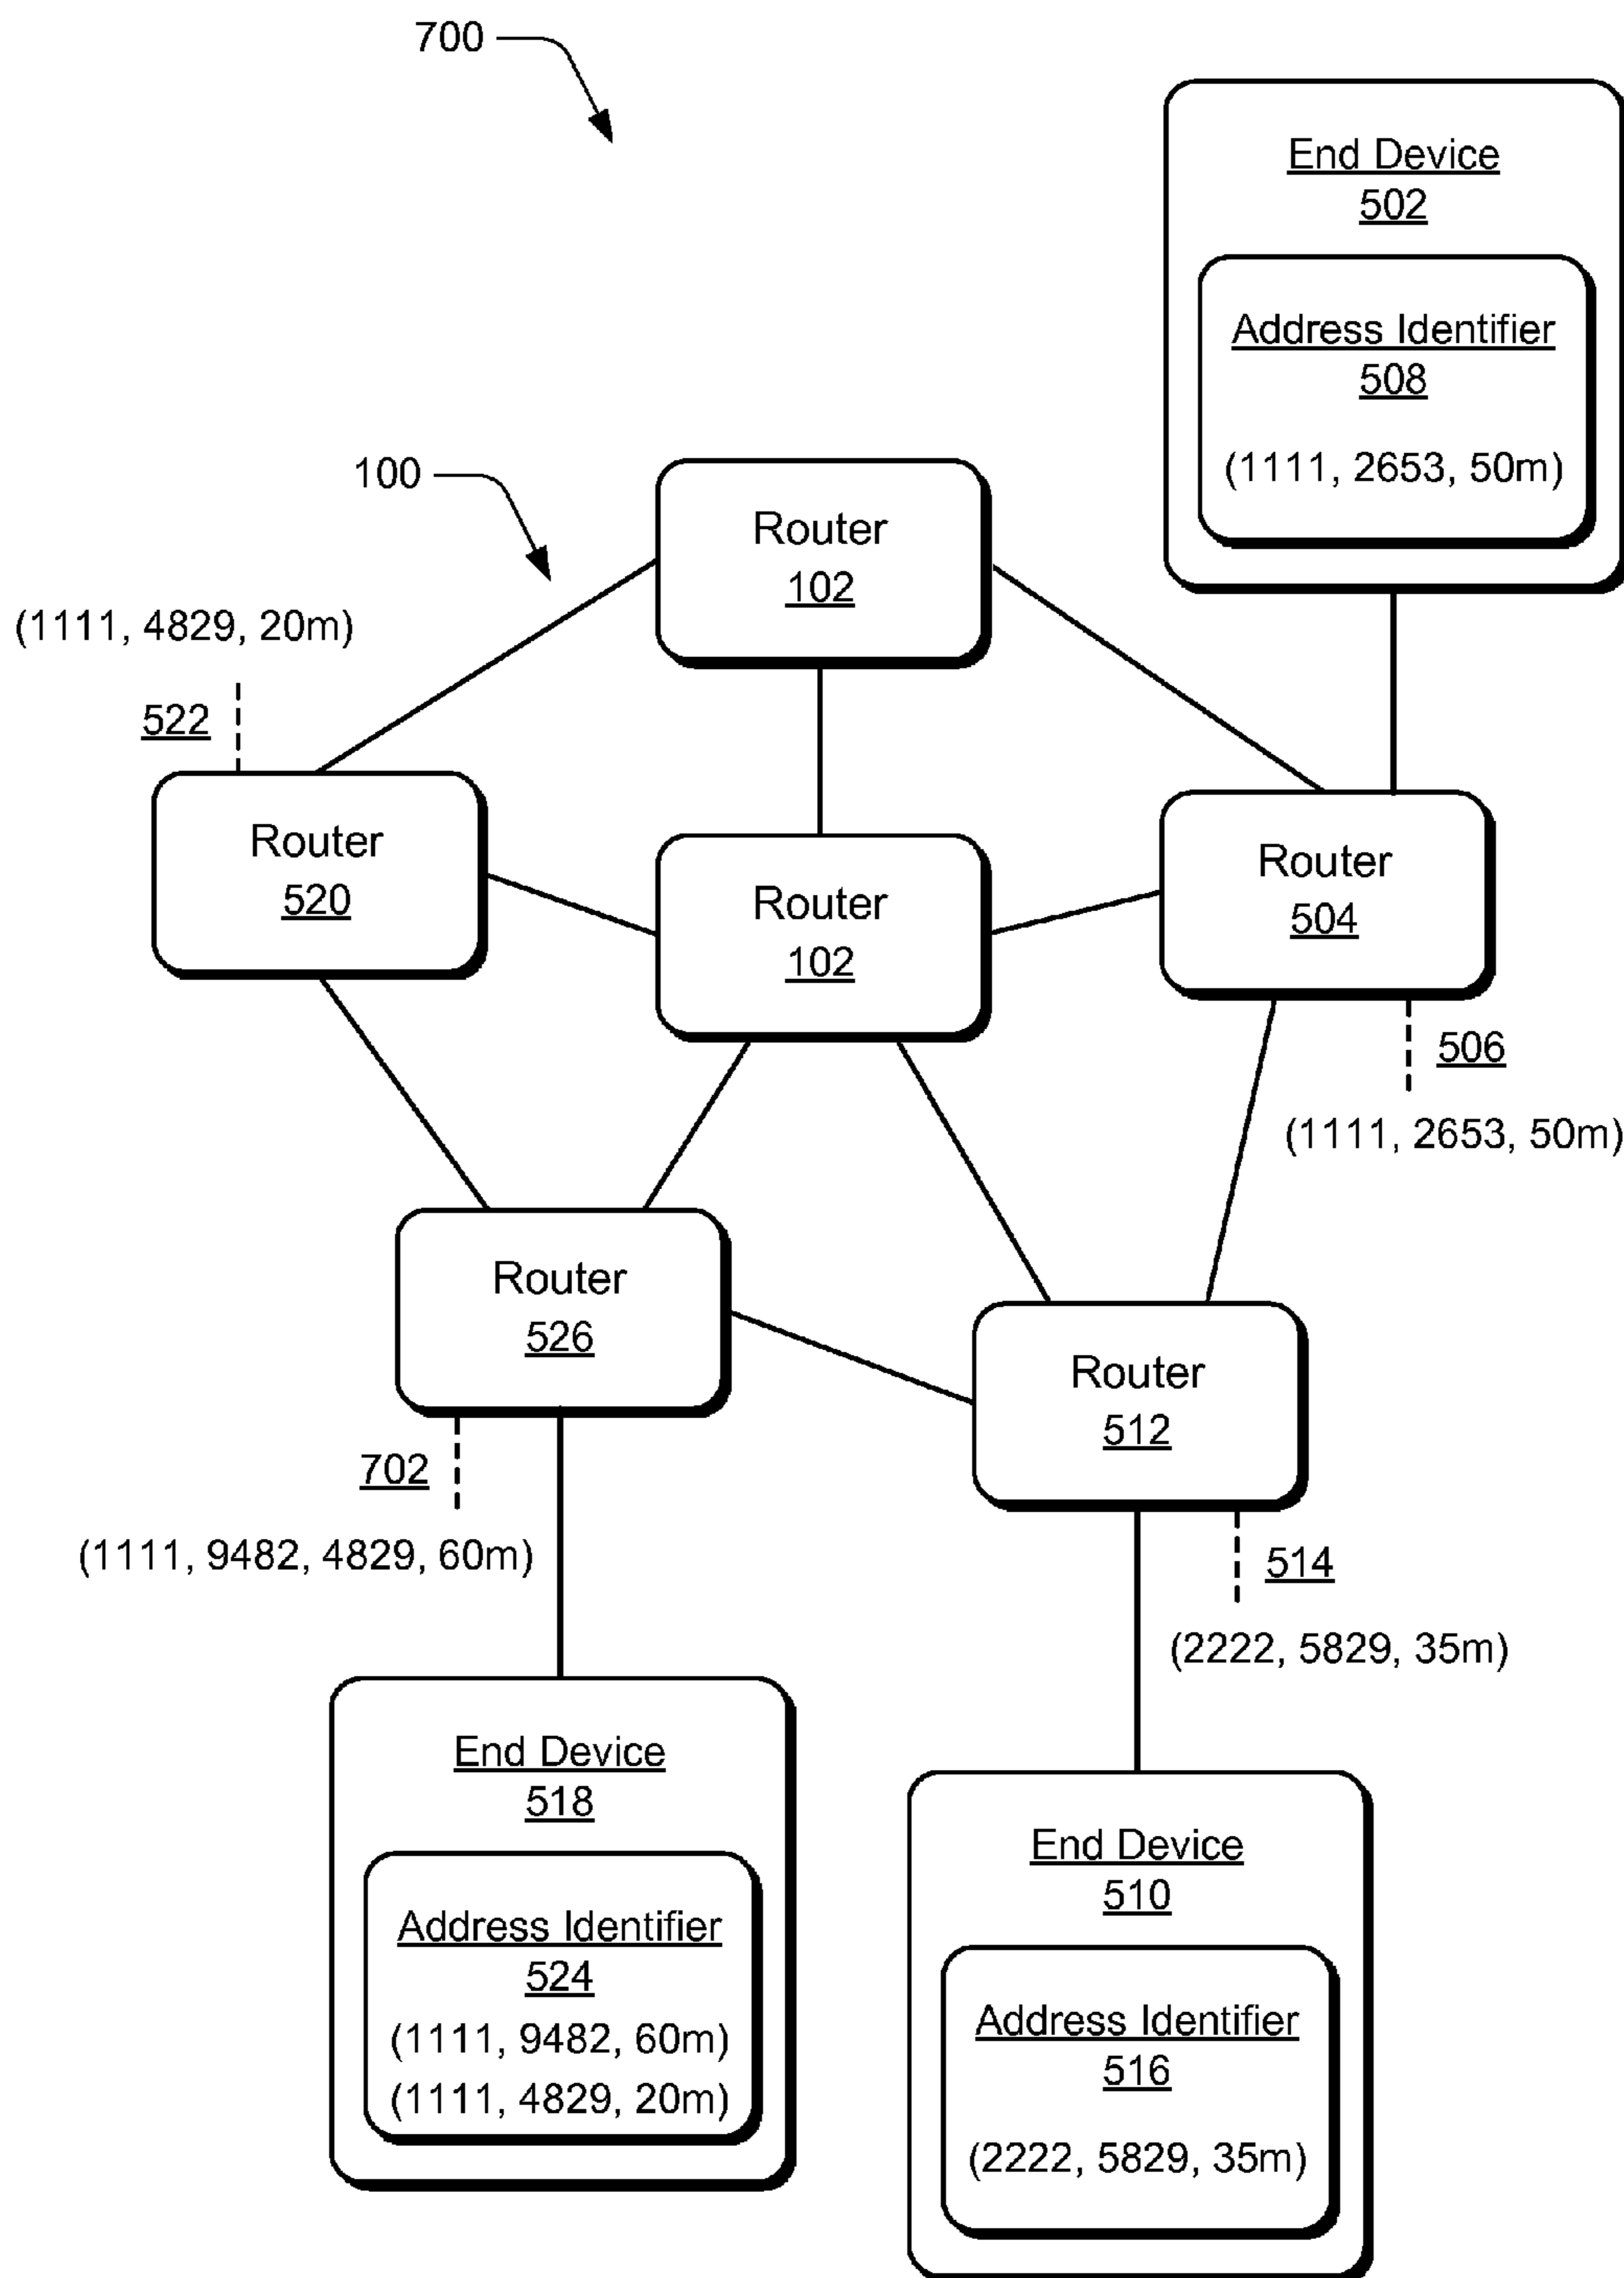 700
End Device
502
Address Identifier
508
(1111, 2653, 50m)
100
Router
102
(1111, 4829, 20m)
522
Router
520
Router
102
Router
504
506
(1111, 2653, 50m)
Router
526
Router
512
702
(1111, 9482, 4829, 60m)
514
(2222, 5829, 35m)
End Device
518
Address Identifier
524
(1111, 9482, 60m)
(1111, 4829, 20m)
End Device
510
Address Identifier
516
(2222, 5829, 35m)